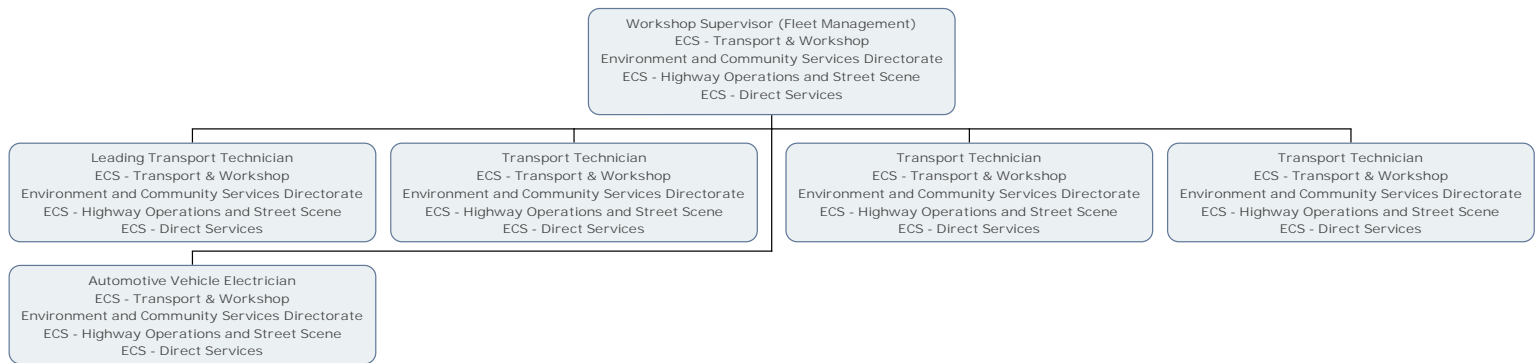 Workshop Supervisor (Fleet Management)
ECS - Transport & Workshop
Environment and Community Services Directorate
ECS - Highway Operations and Street Scene
ECS - Direct Services
Leading Transport Technician
ECS - Transport & Workshop
Environment and Community Services Directorate
ECS - Highway Operations and Street Scene
ECS - Direct Services
Transport Technician
ECS - Transport & Workshop
Environment and Community Services Directorate
ECS - Highway Operations and Street Scene
ECS - Direct Services
Transport Technician
ECS - Transport & Workshop
Environment and Community Services Directorate
ECS - Highway Operations and Street Scene
ECS - Direct Services
Transport Technician
ECS - Transport & Workshop
Environment and Community Services Directorate
ECS - Highway Operations and Street Scene
ECS - Direct Services
Automotive Vehicle Electrician
ECS - Transport & Workshop
Environment and Community Services Directorate
ECS - Highway Operations and Street Scene
ECS - Direct Services